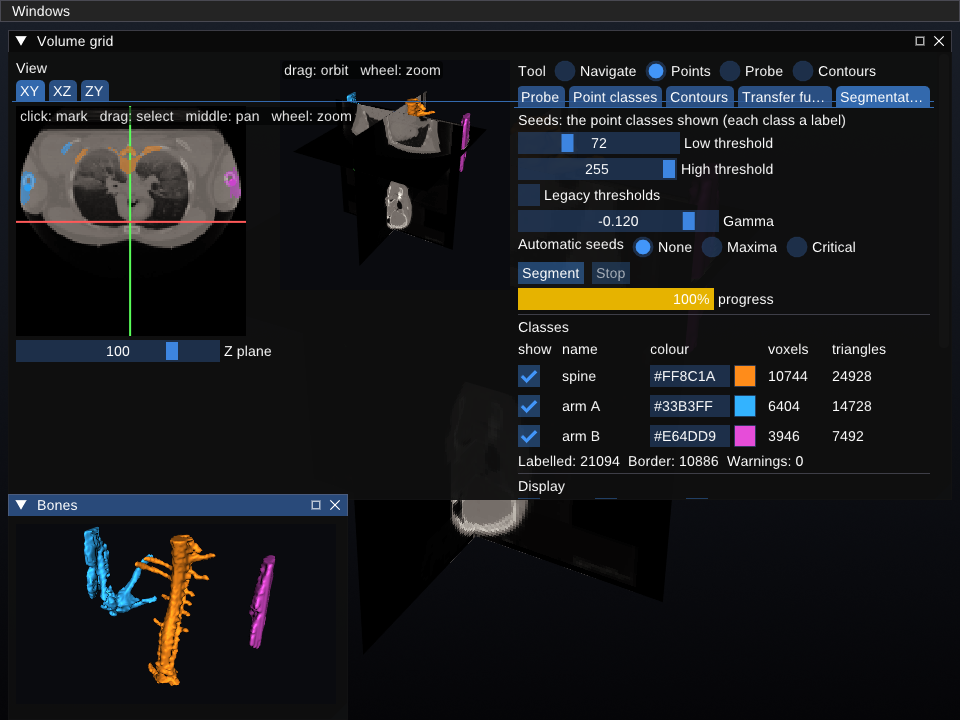 Windows
Volume grid
View
XY XZ ZY
click: mark drag: select middle: pan wheel: zoom
100 Z plane
drag: orbit wheel: zoom
Tool Navigate Points Probe Contours
Probe Point classes Contours Transfer fu... Segmentat...
Seeds: the point classes shown (each class a label)
72 Low threshold
255 High threshold
Legacy thresholds
-0.120 Gamma
Automatic seeds None Maxima Critical
Segment Stop
100% progress
Classes
show name colour voxels triangles
spine #FF8C1A 10744 24928
arm A #33B3FF 6404 14728
arm B #E64DD9 3946 7492
Labelled: 21094 Border: 10886 Warnings: 0
Display
Bones